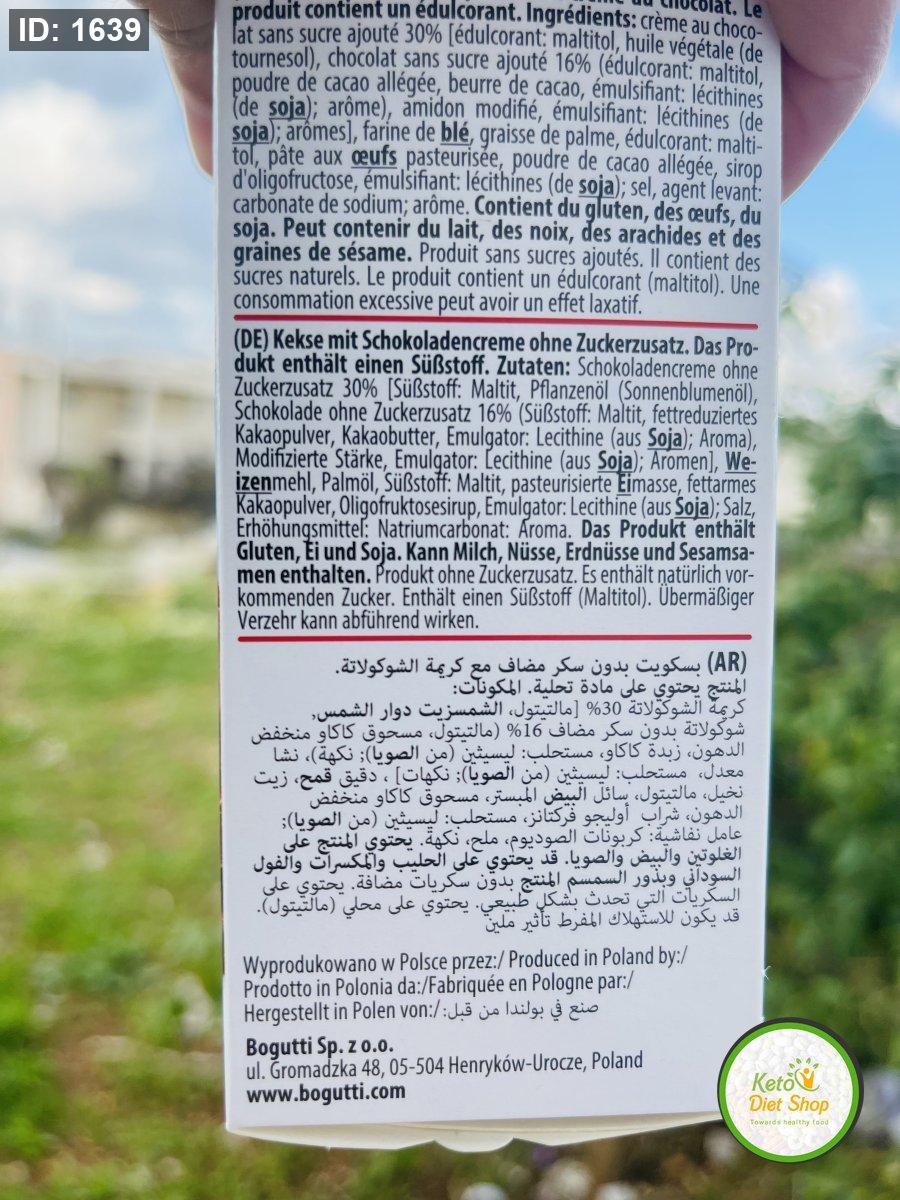 ID: 1639
produit contient un édulcorant. Ingrédients: crème au choco-
lat sans sucre ajouté 30% [édulcorant: maltitol, huile végétale (de
tournesol), chocolat sans sucre ajouté 16% (édulcorant: maltitol,
poudre de cacao allégée, beurre de cacao, émulsifiant: lécithines
(de soja); arôme), amidon modifié, émulsifiant: lécithines (de
soja); arômes], farine de blé, graisse de palme, édulcorant: malti-
tol, pâte aux œufs pasteurisée, poudre de cacao allégée, sirop
d'oligofructose, émulsifiant: lécithines (de soja); sel, agent levant:
carbonate de sodium; arôme. Contient du gluten, des œufs, du
soja. Peut contenir du lait, des noix, des arachides et des
graines de sésame. Produit sans sucres ajoutés. Il contient des
sucres naturels. Le produit contient un édulcorant (maltitol). Une
consommation excessive peut avoir un effet laxatif.
(DE) Kekse mit Schokoladencreme ohne Zuckerzusatz. Das Pro-
dukt enthält einen Süßstoff. Zutaten: Schokoladencreme ohne
Zuckerzusatz 30% [Süßstoff: Maltit, Pflanzenöl (Sonnenblumenöl),
Schokolade ohne Zuckerzusatz 16% (Süßstoff: Maltit, fettreduziertes
Kakaopulver, Kakaobutter, Emulgator: Lecithine (aus Soja); Aroma),
Modifizierte Stärke, Emulgator: Lecithine (aus Soja); Aromen], We-
izenmehl, Palmöl, Süßstoff: Maltit, pasteurisierte Eimasse, fettarmes
Kakaopulver, Oligofruktosesirup, Emulgator: Lecithine (aus Soja); Salz,
Erhöhungsmittel: Natriumcarbonat: Aroma. Das Produkt enthält
Gluten, Ei und Soja. Kann Milch, Nüsse, Erdnüsse und Sesamsa-
men enthalten. Produkt ohne Zuckerzusatz. Es enthält natürlich vor-
kommenden Zucker. Enthält einen Süßstoff (Maltitol). Übermäßiger
Verzehr kann abführend wirken.
(AR) بسكويت بدون سكر مضاف مع كريمة الشوكولاتة.
المنتج يحتوي على مادة تحلية. المكونات:
كريمة الشوكولاتة 30% [مالتيتول، الشمسزيت دوار الشمس,
شوكولاتة بدون سكر مضاف 16% (مالتيتول، مسحوق كاكاو منخفض
الدهون، زبدة كاكاو، مستحلب: ليسيثين (من الصويا); نكهة)، نشا
معدل، مستحلب: ليسيثين (من الصويا); نكهات] ، دقيق قمح، زيت
نخيل، مالتيتول، سائل البيض المبستر، مسحوق كاكاو منخفض
الدهون، شراب أوليجو فركتانز، مستحلب: ليسيثين (من الصويا);
عامل نفاشية: كربونات الصوديوم، ملح، نكهة. يحتوي المنتج على
الغلوتين والبيض والصويا. قد يحتوي على الحليب والمكسرات والفول
السوداني وبذور السمسم المنتج بدون سكريات مضافة. يحتوي على
السكريات التي تحدث بشكل طبيعي. يحتوي على محلي (مالتيتول).
قد يكون للاستهلاك المفرط تأثير ملين
Wyprodukowano w Polsce przez:/ Produced in Poland by:/
Prodotto in Polonia da:/Fabriquée en Pologne par:/
Hergestellt in Polen von:/ صنع في بولندا من قبل:
Bogutti Sp. z o.o.
ul. Gromadzka 48, 05-504 Henryków-Urocze, Poland
www.bogutti.com
Keto
Diet Shop
Towards healthy food